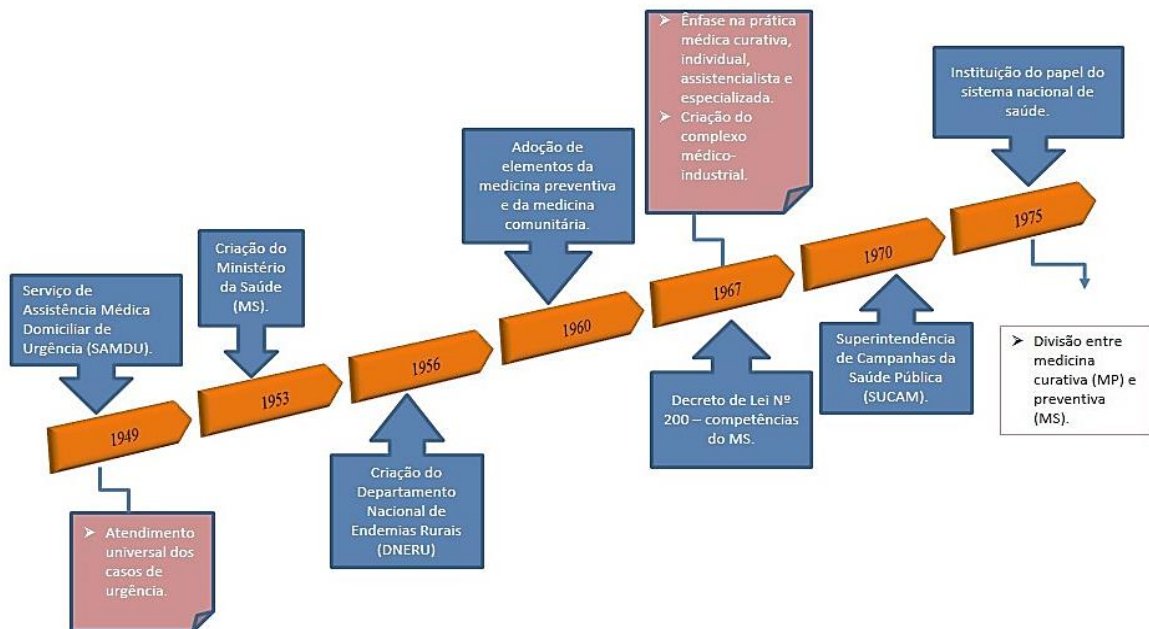 Serviço de
Assistência Médica
Domiciliar de
Urgência (SAMDU).
1949
➢ Atendimento
universal dos
casos de
urgência.
Criação do
Ministério
da Saúde
(MS).
1953
1956
Criação do
Departamento
Nacional de
Endemias Rurais
(DNERU)
Adoção de
elementos da
medicina preventiva
e da medicina
comunitária.
1960
➢ Ênfase na prática
médica curativa,
individual,
assistencialista e
especializada.
➢ Criação do
complexo
médico-
industrial.
1967
Decreto de Lei Nº
200 – competências
do MS.
1970
Superintendência
de Campanhas da
Saúde Pública
(SUCAM).
Instituição do papel do
sistema nacional de
saúde.
1975
➢ Divisão entre
medicina
curativa (MP) e
preventiva
(MS).